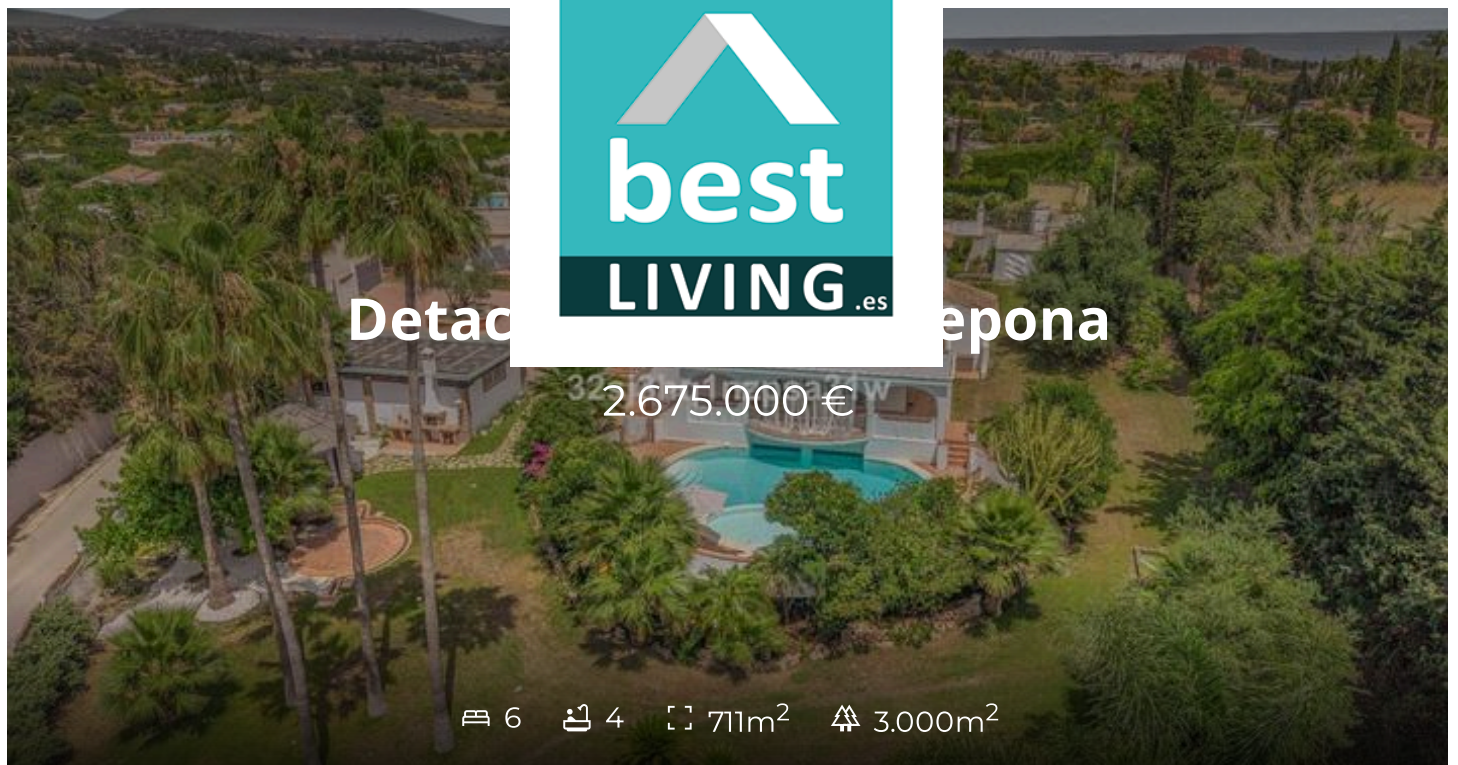 best
LIVING.es
Detac epona
2.675.000 €
6 4 711m² 3.000m²